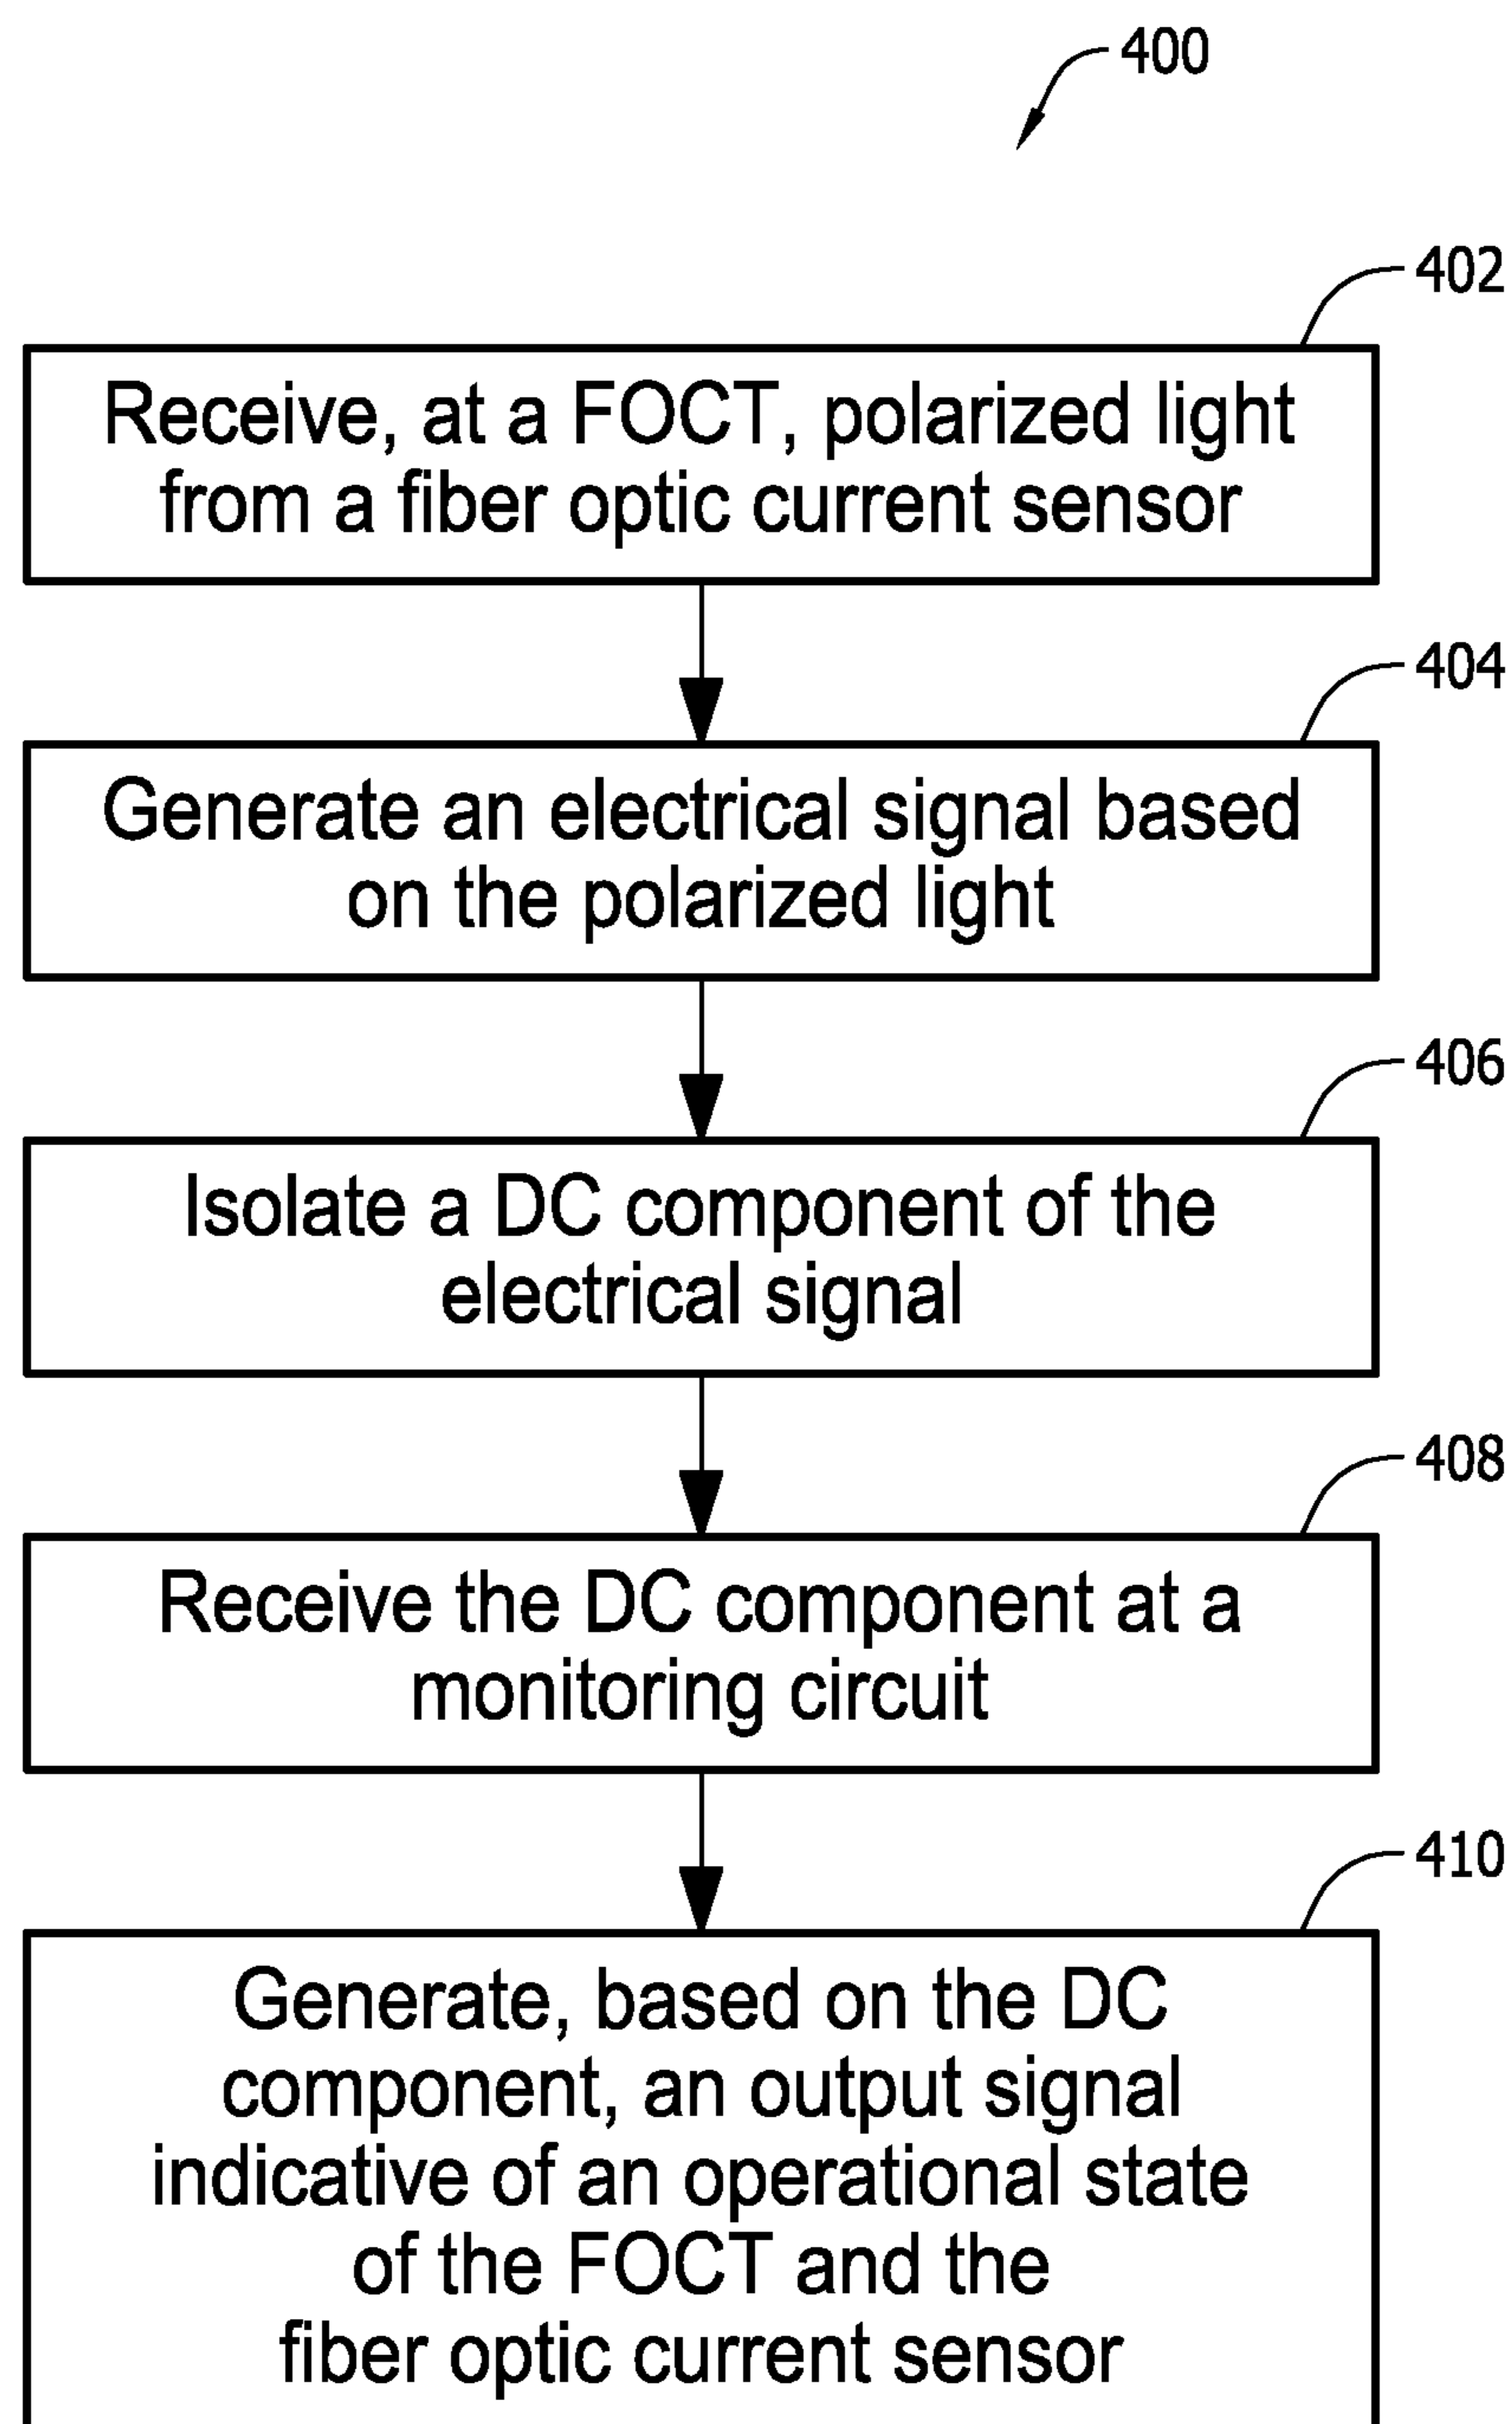 400
402
Receive, at a FOCT, polarized light
from a fiber optic current sensor
404
Generate an electrical signal based
on the polarized light
406
Isolate a DC component of the
electrical signal
408
Receive the DC component at a
monitoring circuit
410
Generate, based on the DC
component, an output signal
indicative of an operational state
of the FOCT and the
fiber optic current sensor